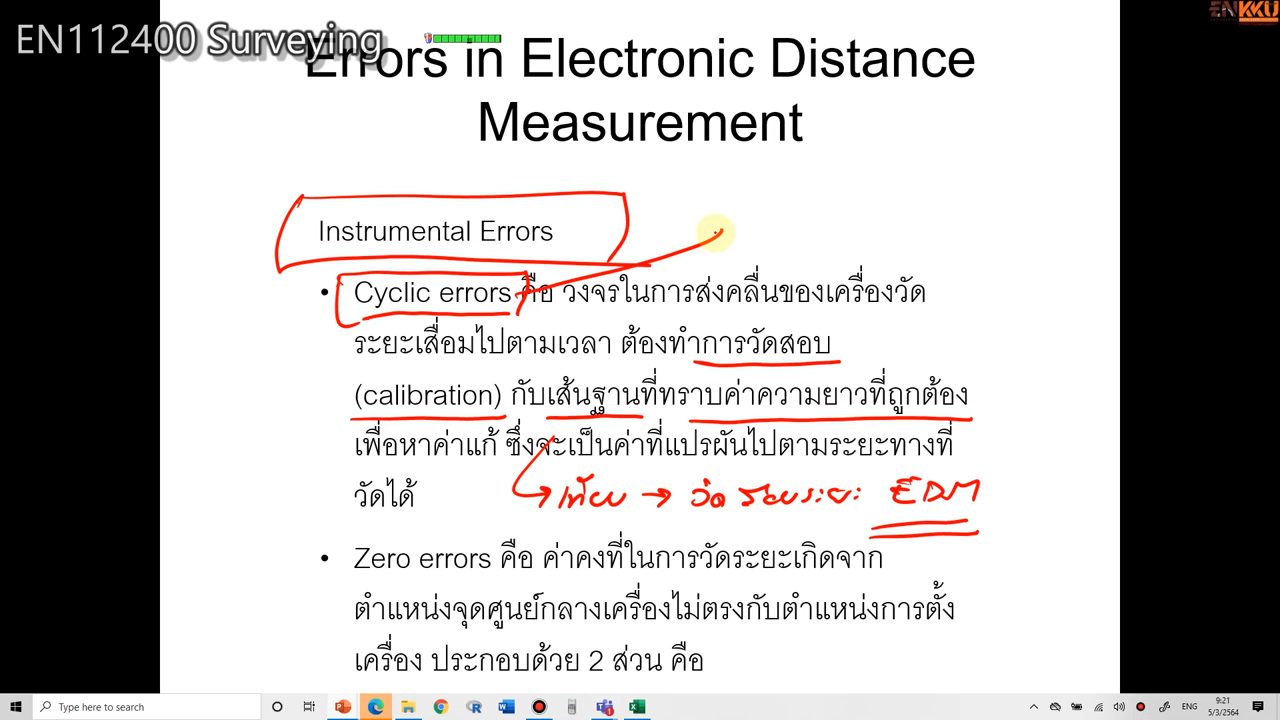 EN112400 Surveying
ENKKU
Errors in Electronic Distance
Measurement
Instrumental Errors
• Cyclic errors คือ วงจรในการส่งคลื่นของเครื่องวัด
ระยะเสื่อมไปตามเวลา ต้องทำการวัดสอบ
(calibration) กับเส้นฐานที่ทราบค่าความยาวที่ถูกต้อง
เพื่อหาค่าแก้ ซึ่งจะเป็นค่าที่แปรผันไปตามระยะทางที่
วัดได้
→ เทียบ → วัด ระยะ EDM
• Zero errors คือ ค่าคงที่ในการวัดระยะเกิดจาก
ตำแหน่งจุดศูนย์กลางเครื่องไม่ตรงกับตำแหน่งการตั้ง
เครื่อง ประกอบด้วย 2 ส่วน คือ
Type here to search
ENG
9:21
5/3/2564